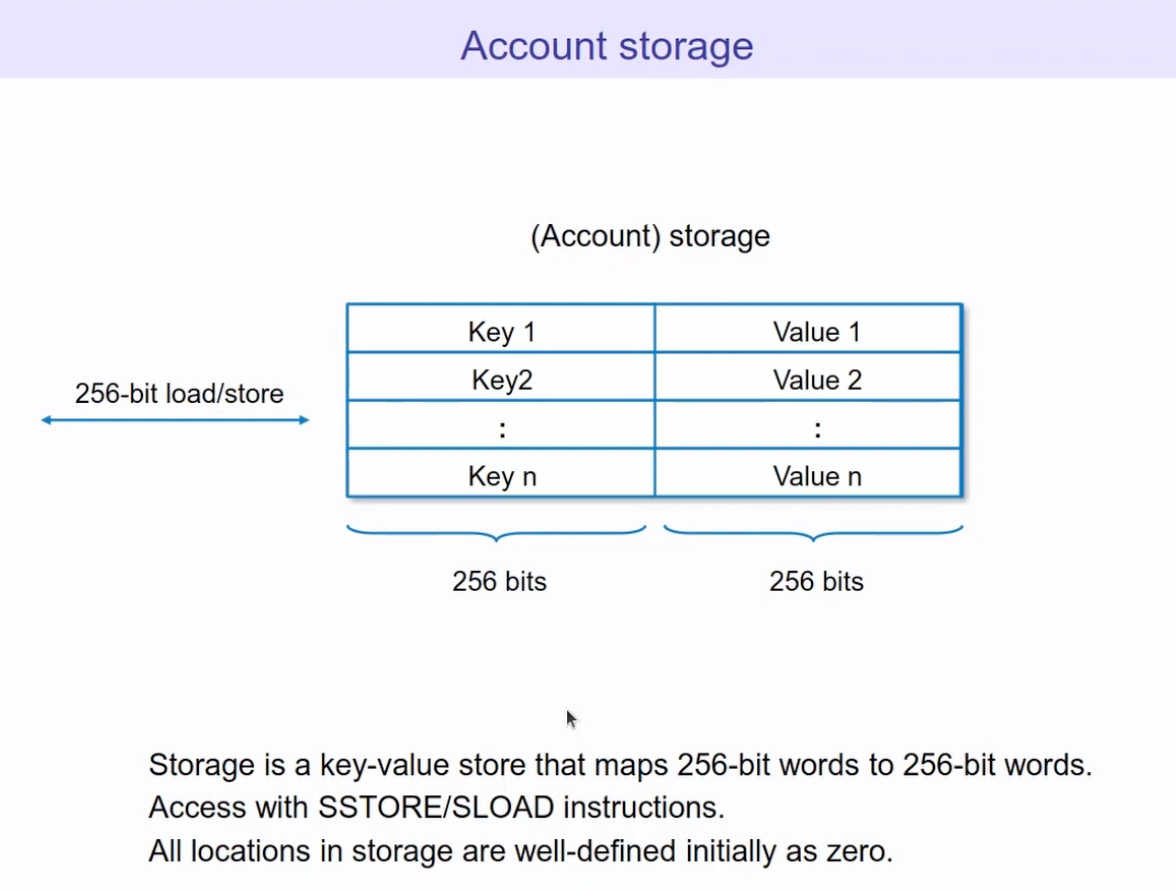 Account storage
(Account) storage
256-bit load/store
Key 1 Value 1
Key2 Value 2
: :
Key n Value n
256 bits 256 bits
Storage is a key-value store that maps 256-bit words to 256-bit words.
Access with SSTORE/SLOAD instructions.
All locations in storage are well-defined initially as zero.